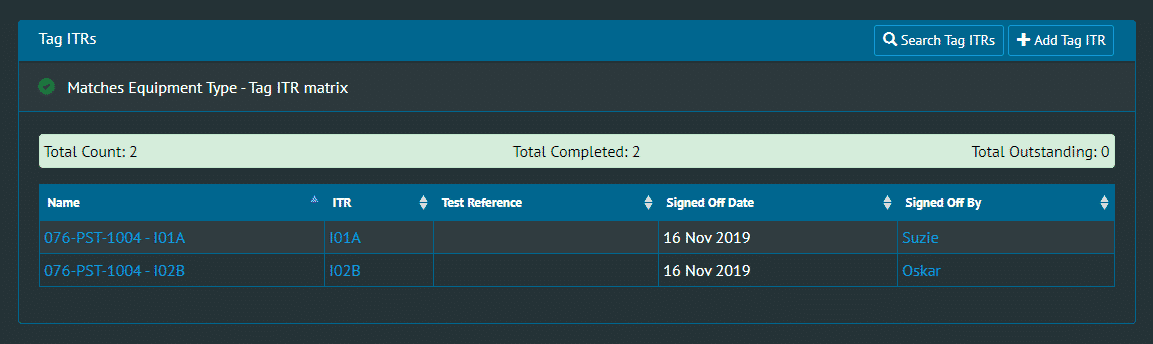 Tag ITRs
Search Tag ITRs
Add Tag ITR
Matches Equipment Type - Tag ITR matrix
Total Count: 2 Total Completed: 2 Total Outstanding: 0
Name ITR Test Reference Signed Off Date Signed Off By
076-PST-1004 - I01A I01A 16 Nov 2019 Suzie
076-PST-1004 - I02B I02B 16 Nov 2019 Oskar